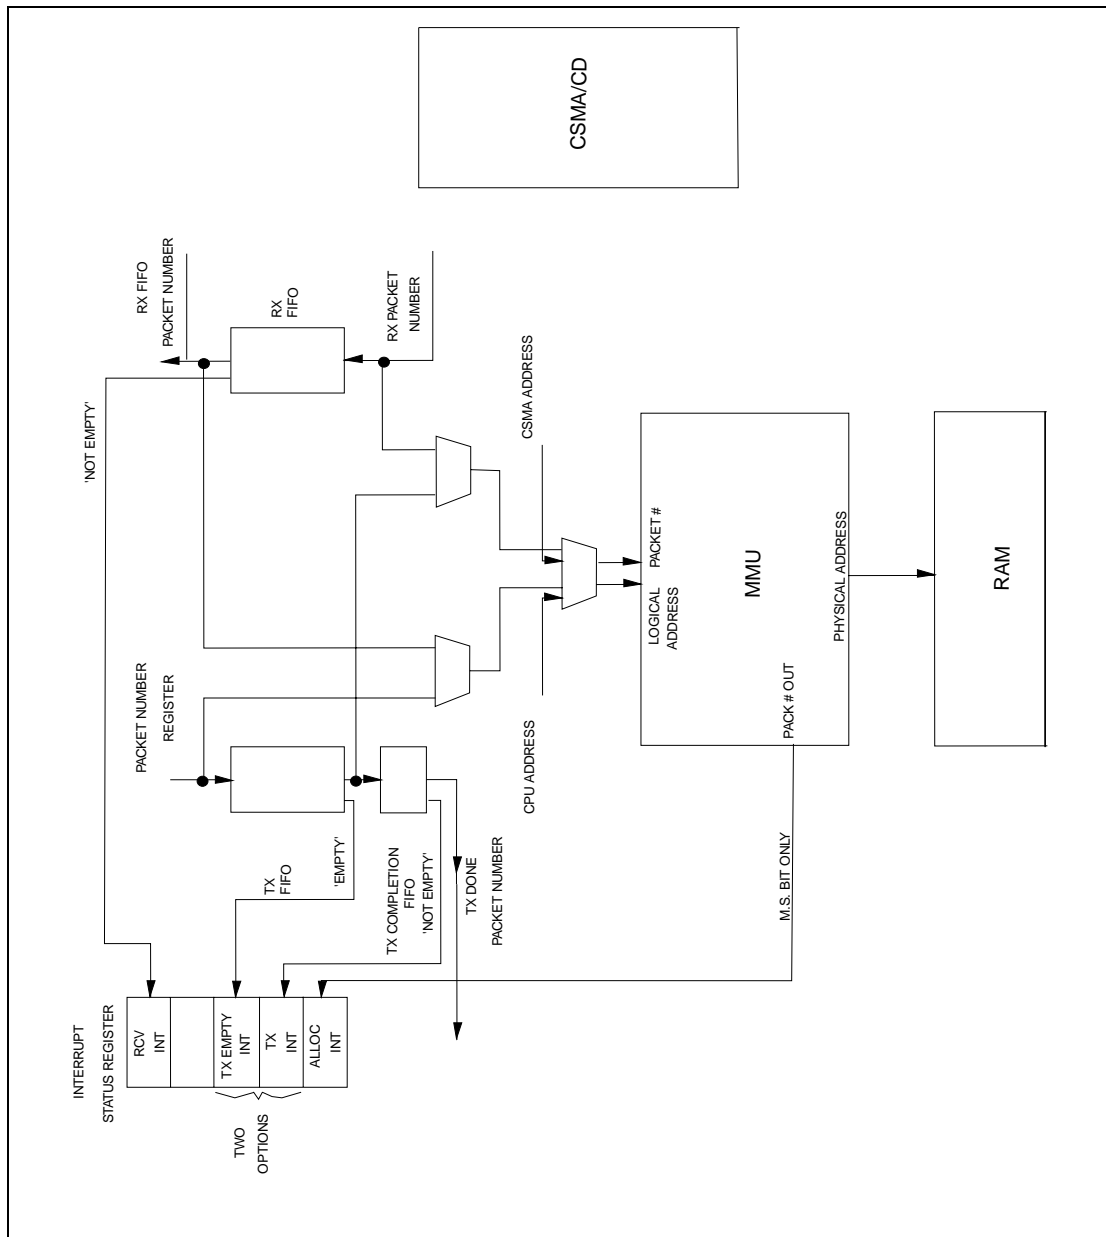 INTERRUPT
STATUS REGISTER
RCV
INT
TX EMPTY
INT
TX
INT
ALLOC
INT
TWO
OPTIONS
'NOT EMPTY'
RX FIFO
PACKET NUMBER
RX
FIFO
RX PACKET
NUMBER
PACKET NUMBER
REGISTER
TX
FIFO
'EMPTY'
TX COMPLETION
FIFO
'NOT EMPTY'
TX DONE
PACKET NUMBER
CSMA ADDRESS
CPU ADDRESS
CSMA/CD
PACKET #
LOGICAL
ADDRESS
MMU
PHYSICAL ADDRESS
PACK # OUT
M.S. BIT ONLY
RAM